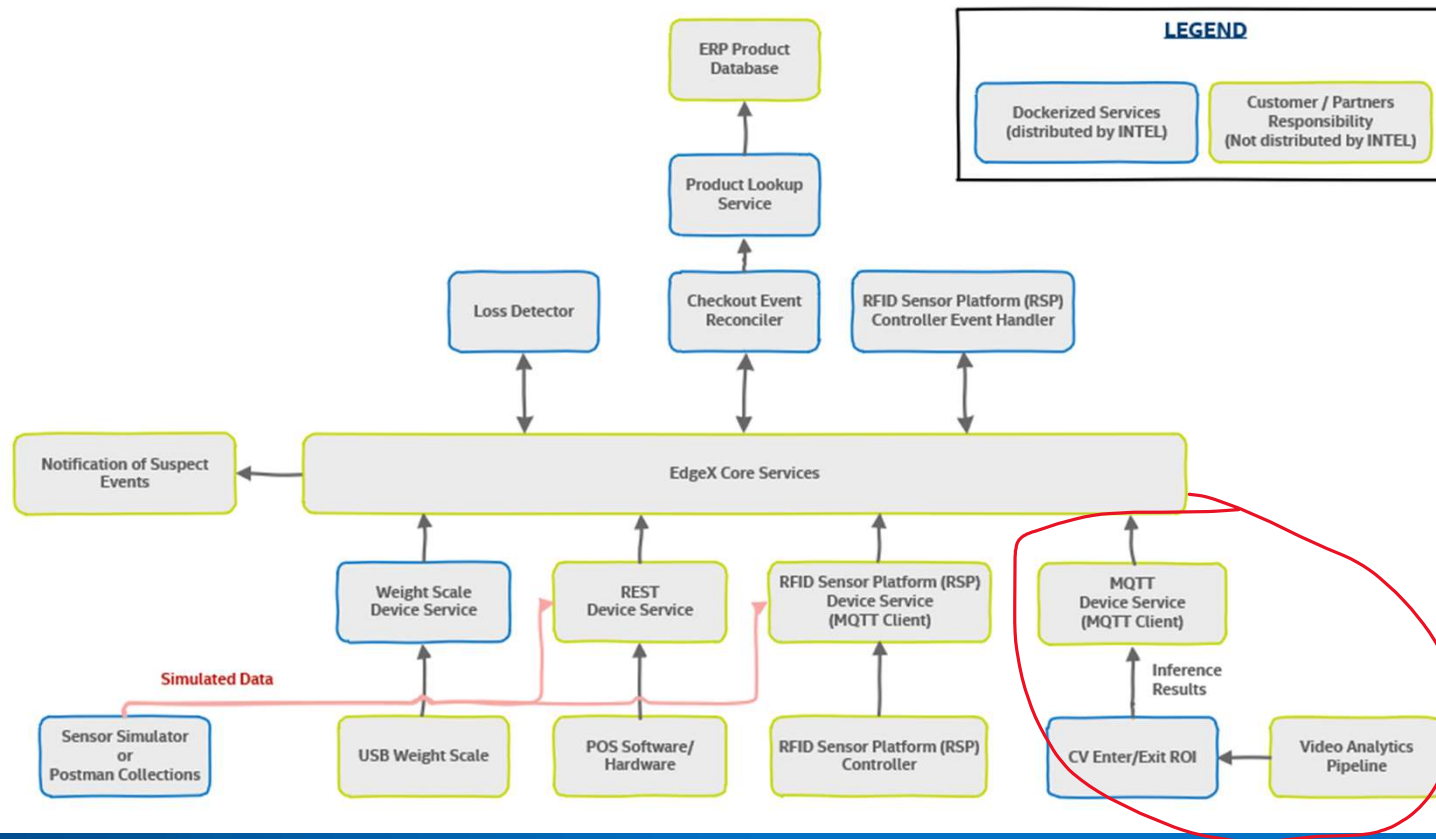 LEGEND
Dockerized Services
(distributed by INTEL)
Customer / Partners
Responsibility
(Not distributed by INTEL)
ERP Product
Database
Product Lookup
Service
Loss Detector
Checkout Event
Reconciler
RFID Sensor Platform (RSP)
Controller Event Handler
Notification of Suspect
Events
EdgeX Core Services
Weight Scale
Device Service
REST
Device Service
RFID Sensor Platform (RSP)
Device Service
(MQTT Client)
MQTT
Device Service
(MQTT Client)
Simulated Data
Inference
Results
Sensor Simulator
or
Postman Collections
USB Weight Scale
POS Software/
Hardware
RFID Sensor Platform (RSP)
Controller
CV Enter/Exit ROI
Video Analytics
Pipeline